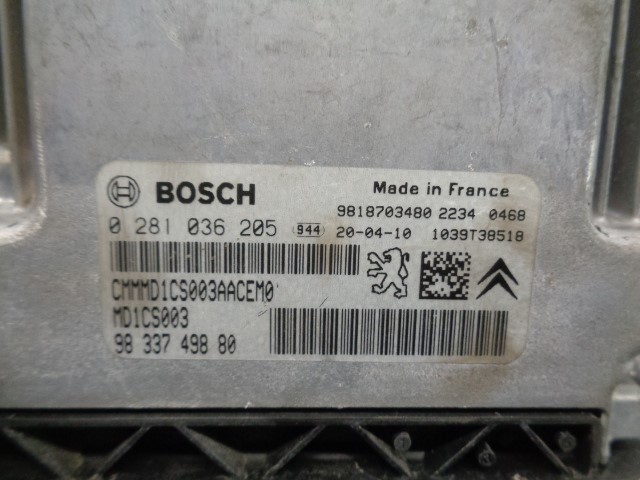 BOSCH
Made in France
9818703480 2234 0468
0 281 036 205 944 20-04-10 1039T38518
CMMMD1CS003AACEM0
MD1CS003
98 337 498 80